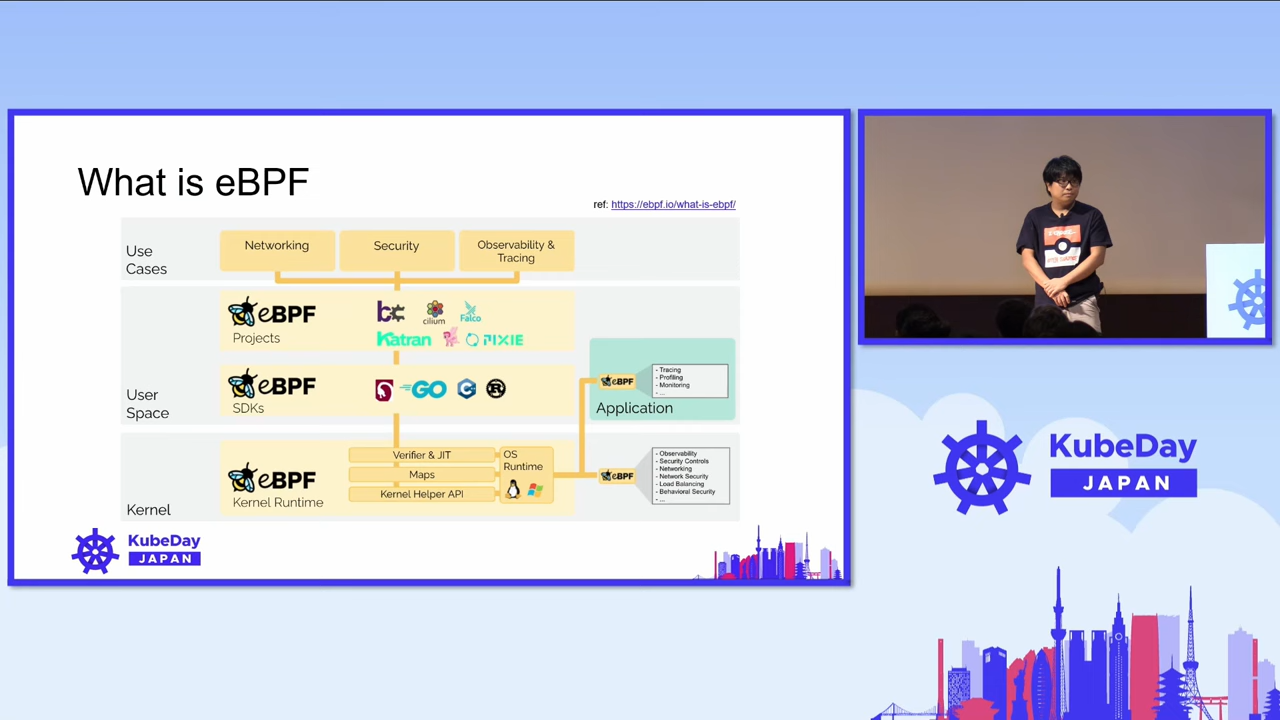 What is eBPF
ref: https://ebpf.io/what-is-ebpf/
Use
Cases
Networking
Security
Observability &
Tracing
eBPF
Projects
bcc
cilium
Falco
Katran
PIXIE
User
Space
eBPF
SDKs
GO
C
R
eBPF
- Tracing
- Profiling
- Monitoring
- ...
Application
Kernel
eBPF
Kernel Runtime
Verifier & JIT
Maps
Kernel Helper API
OS
Runtime
eBPF
- Observability
- Security Controls
- Networking
- Network Security
- Load Balancing
- Behavioral Security
- ...
KubeDay
JAPAN
KubeDay
JAPAN